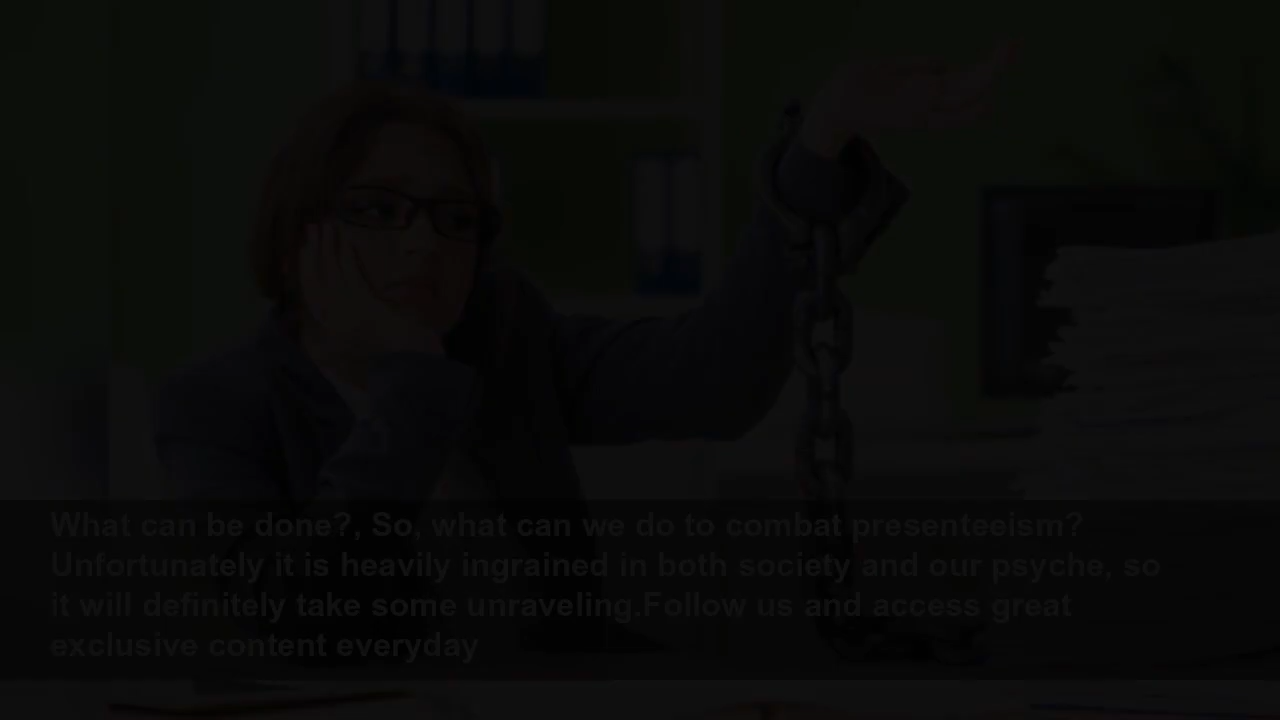 What can be done?, So, what can we do to combat presenteeism?
Unfortunately it is heavily ingrained in both society and our psyche, so
it will definitely take some unraveling.Follow us and access great
exclusive content everyday